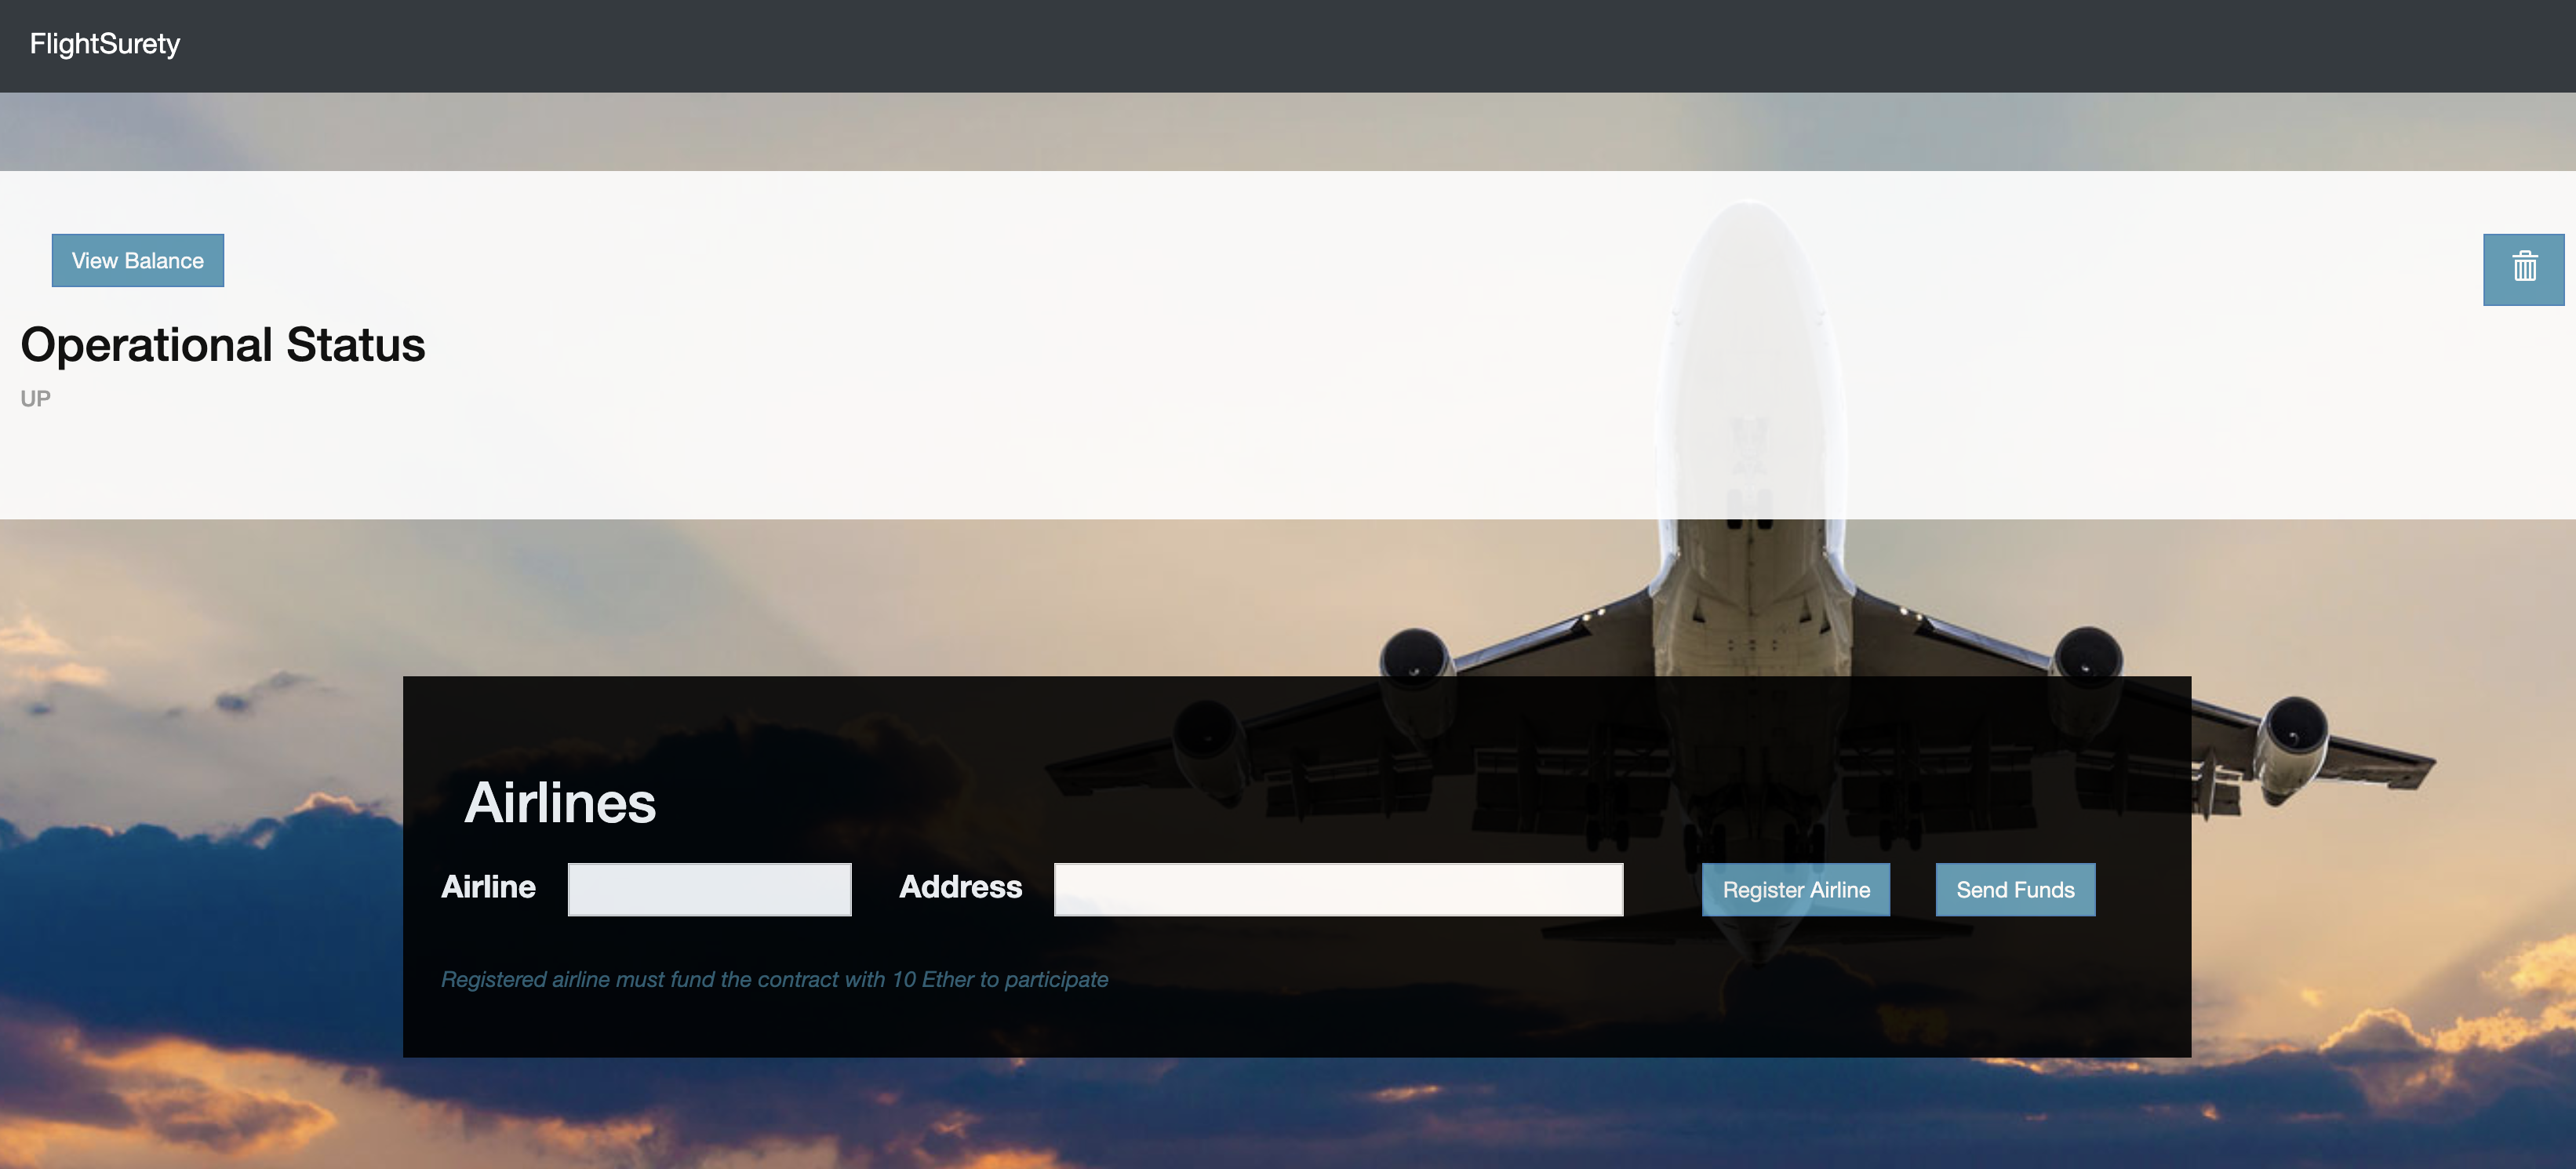 FlightSurety
View Balance
Operational Status
UP
Airlines
Airline Address Register Airline Send Funds
Registered airline must fund the contract with 10 Ether to participate